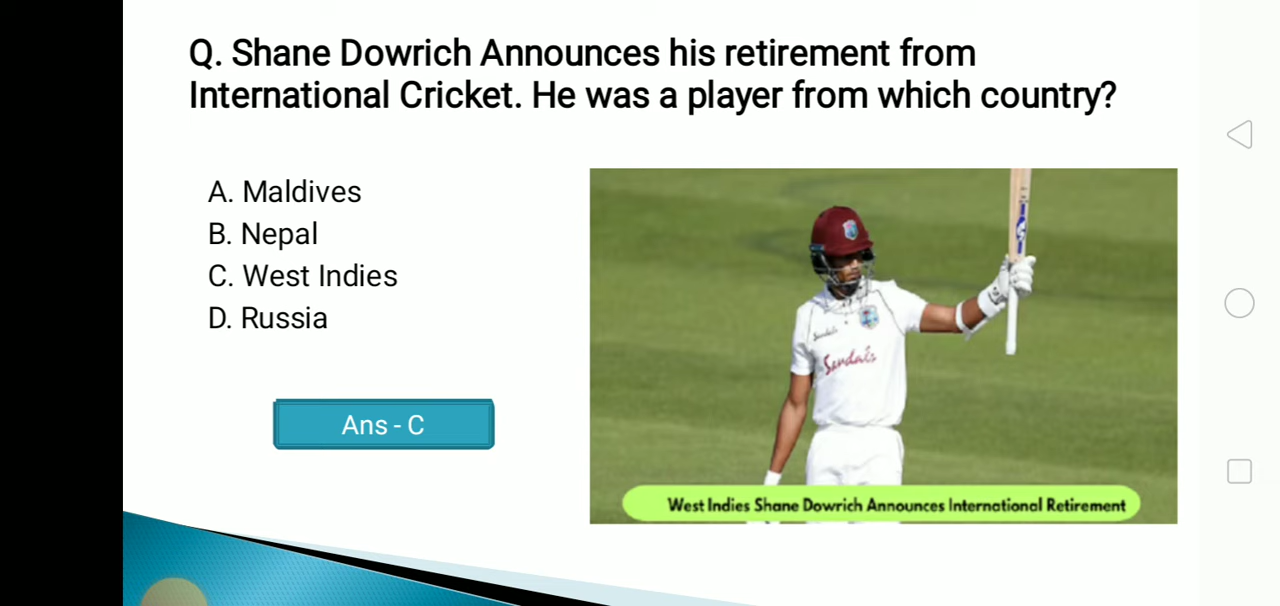 Q. Shane Dowrich Announces his retirement from
International Cricket. He was a player from which country?
A. Maldives
B. Nepal
C. West Indies
D. Russia
Ans - C
Sandals
Sandals
West Indies Shane Dowrich Announces International Retirement